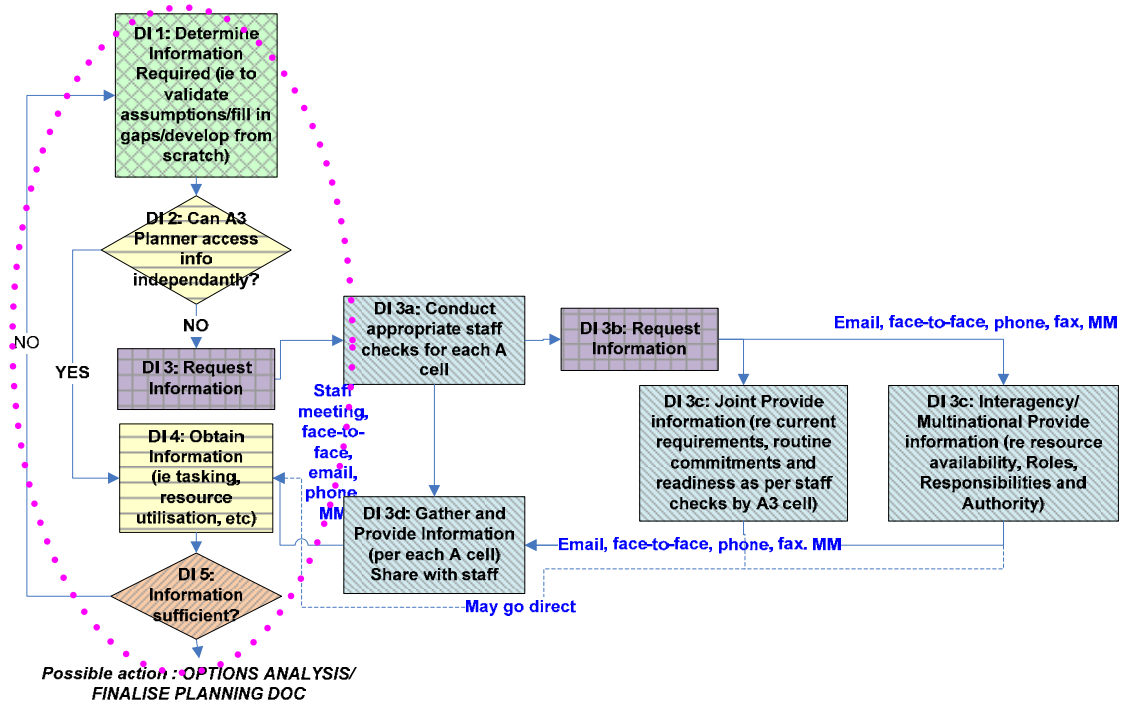 DI 1: Determine
Information
Required (ie to
validate
assumptions/fill in
gaps/develop from
scratch)
DI 2: Can A3
Planner access
info
independantly?
NO
YES
NO
DI 3: Request
Information
DI 3a: Conduct
appropriate staff
checks for each A
cell
DI 3b: Request
Information
Email, face-to-face, phone, fax, MM
Staff
meeting,
face-to-
face,
email,
phone
MM
DI 3c: Joint Provide
information (re current
requirements, routine
commitments and
readiness as per staff
checks by A3 cell)
DI 3c: Interagency/
Multinational Provide
information (re resource
availability, Roles,
Responsibilities and
Authority)
DI 4: Obtain
Information
(ie tasking,
resource
utilisation, etc)
DI 3d: Gather and
Provide Information
(per each A cell)
Share with staff
Email, face-to-face, phone, fax. MM
DI 5:
Information
sufficient?
May go direct
Possible action : OPTIONS ANALYSIS/
FINALISE PLANNING DOC